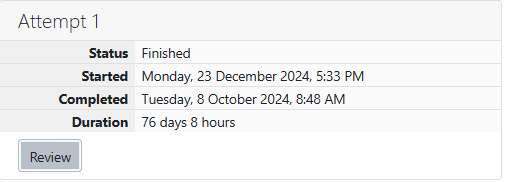 Attempt 1
Status Finished
Started Monday, 23 December 2024, 5:33 PM
Completed Tuesday, 8 October 2024, 8:48 AM
Duration 76 days 8 hours
Review